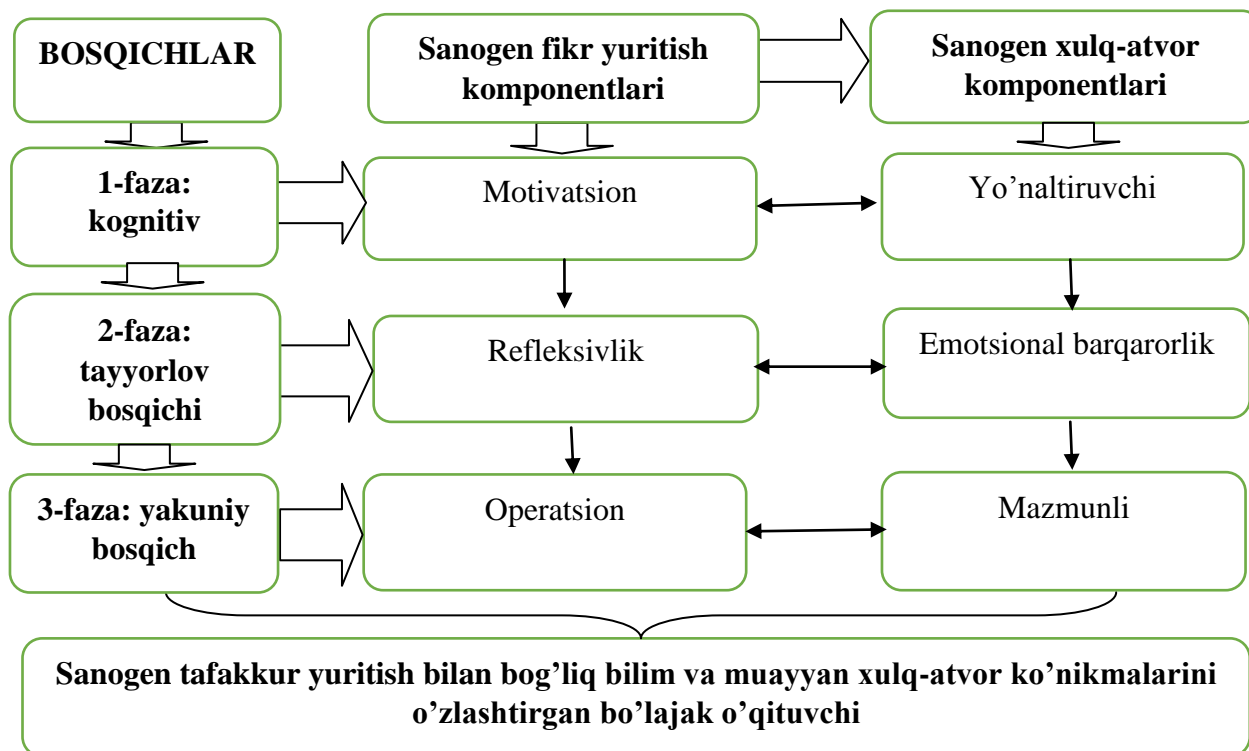 BOSQICHLAR
Sanogen fikr yuritish
komponentlari
Sanogen xulq-atvor
komponentlari
1-faza:
kognitiv
Motivatsion
Yo’naltiruvchi
2-faza:
tayyorlov
bosqichi
Refleksivlik
Emotsional barqarorlik
3-faza: yakuniy
bosqich
Operatsion
Mazmunli
Sanogen tafakkur yuritish bilan bog’liq bilim va muayyan xulq-atvor ko’nikmalarini
o’zlashtirgan bo’lajak o’qituvchi